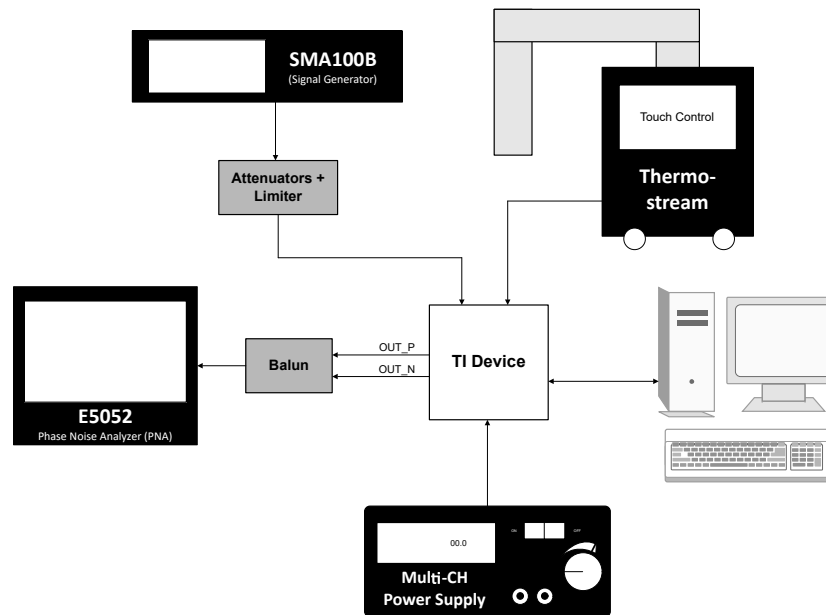 SMA100B
(Signal Generator)
Touch Control
Thermo-
stream
Attenuators +
Limiter
OUT_P
OUT_N
Balun
TI Device
E5052
Phase Noise Analyzer (PNA)
00.0
ON
OFF
Multi-CH
Power Supply